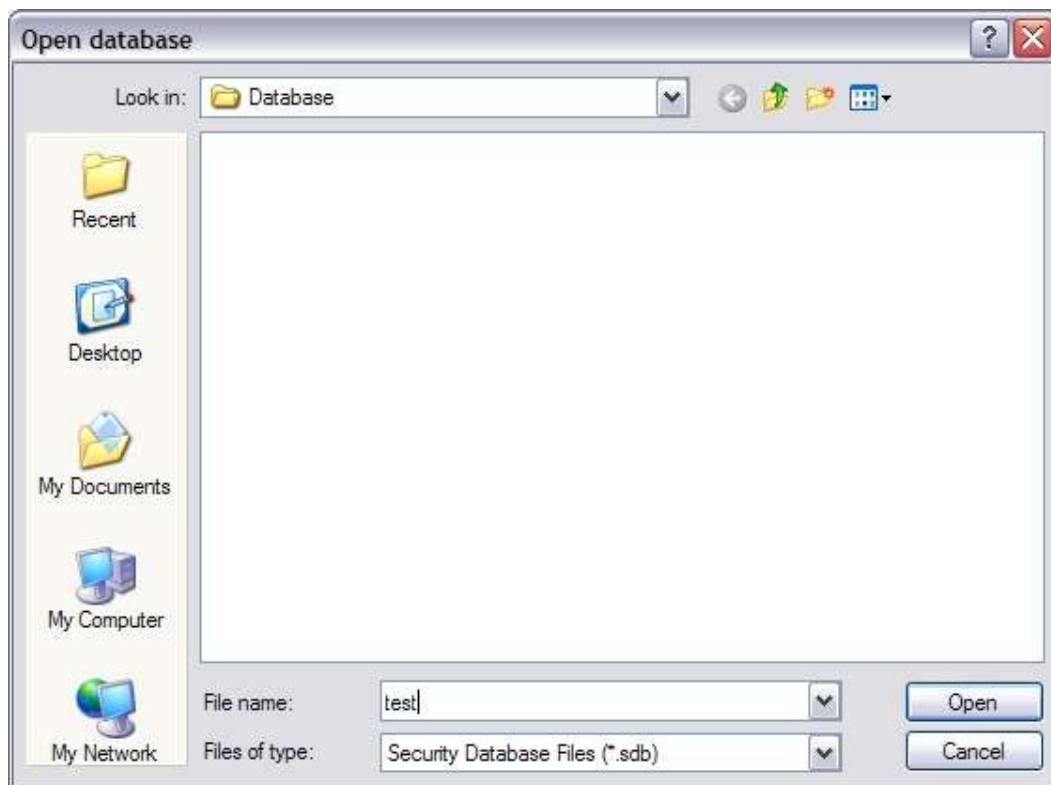 Open database
Look in: Database
Recent
Desktop
My Documents
My Computer
My Network
File name: test Open
Files of type: Security Database Files (*.sdb) Cancel